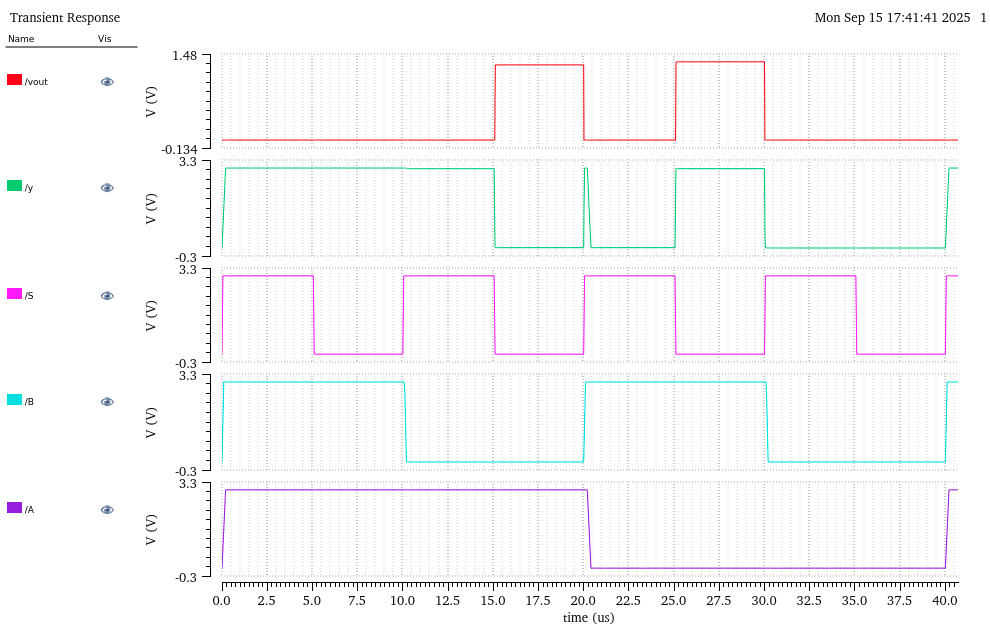 Transient Response
Mon Sep 15 17:41:41 2025 1
Name Vis
/vout
1.48
V (V)
-0.134
/y
3.3
V (V)
-0.3
/S
3.3
V (V)
-0.3
/B
3.3
V (V)
-0.3
/A
3.3
V (V)
-0.3
0.0 2.5 5.0 7.5 10.0 12.5 15.0 17.5 20.0 22.5 25.0 27.5 30.0 32.5 35.0 37.5 40.0
time (us)